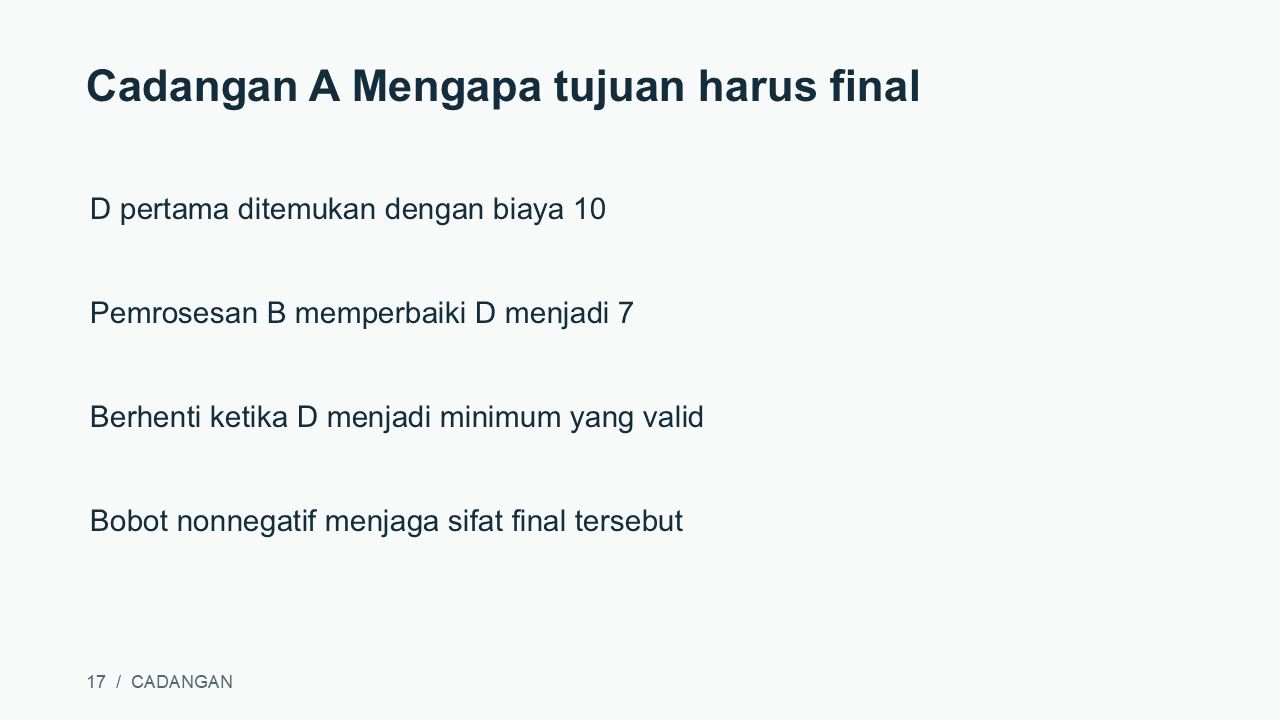 Cadangan A Mengapa tujuan harus final
D pertama ditemukan dengan biaya 10
Pemrosesan B memperbaiki D menjadi 7
Berhenti ketika D menjadi minimum yang valid
Bobot nonnegatif menjaga sifat final tersebut
17 / CADANGAN